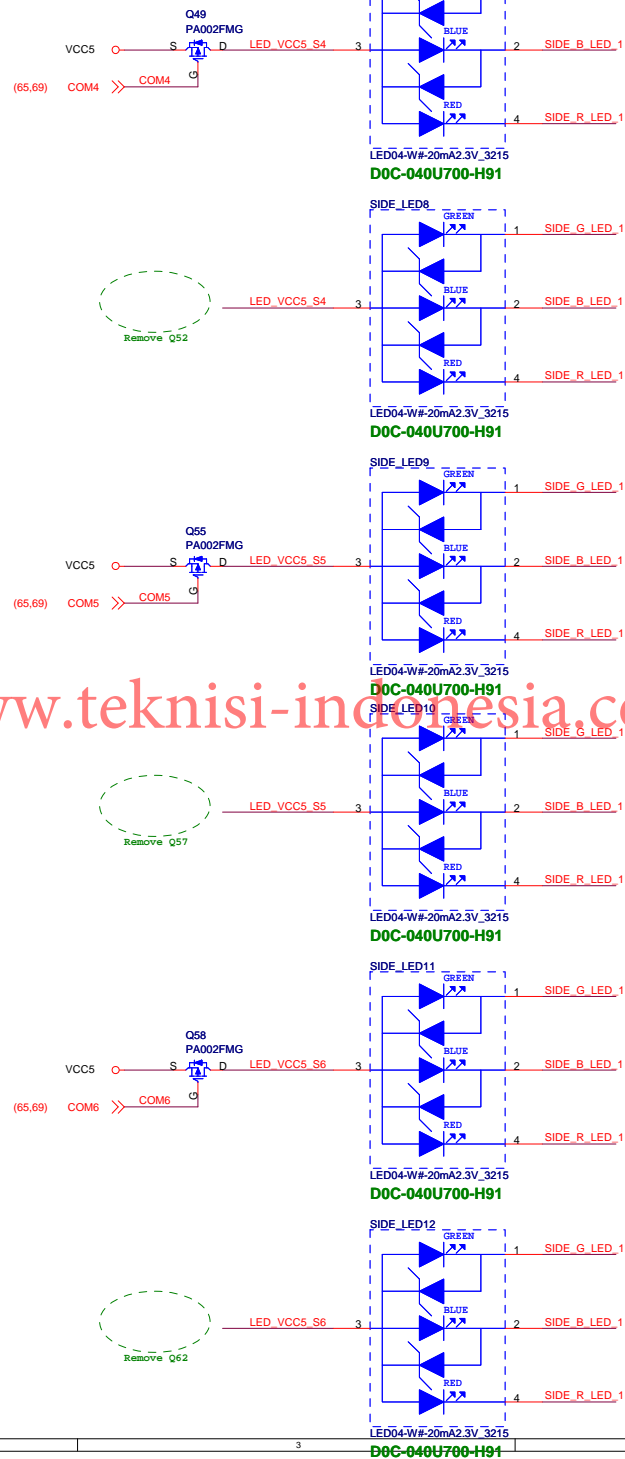 Q49
PA002FMG
VCC5 S D LED_VCC5_S4 3 BLUE 2 SIDE_B_LED_1
G
(65,69) COM4 COM4
RED
4 SIDE_R_LED_1
LED04-W#-20mA2.3V_3215
D0C-040U700-H91
SIDE_LED8
GREEN
1 SIDE_G_LED_1
BLUE
LED_VCC5_S4 3 2 SIDE_B_LED_1
Remove Q52
RED
4 SIDE_R_LED_1
LED04-W#-20mA2.3V_3215
D0C-040U700-H91
SIDE_LED9
GREEN
1 SIDE_G_LED_1
Q55
PA002FMG
BLUE
VCC5 S D LED_VCC5_S5 3 2 SIDE_B_LED_1
G
(65,69) COM5 COM5
RED
4 SIDE_R_LED_1
LED04-W#-20mA2.3V_3215
D0C-040U700-H91
www.teknisi-indonesia.co
SIDE_LED10
GREEN
1 SIDE_G_LED_1
BLUE
LED_VCC5_S5 3 2 SIDE_B_LED_1
Remove Q57
RED
4 SIDE_R_LED_1
LED04-W#-20mA2.3V_3215
D0C-040U700-H91
SIDE_LED11
GREEN
1 SIDE_G_LED_1
Q58
PA002FMG
BLUE
VCC5 S D LED_VCC5_S6 3 2 SIDE_B_LED_1
G
(65,69) COM6 COM6
RED
4 SIDE_R_LED_1
LED04-W#-20mA2.3V_3215
D0C-040U700-H91
SIDE_LED12
GREEN
1 SIDE_G_LED_1
BLUE
LED_VCC5_S6 3 2 SIDE_B_LED_1
Remove Q62
RED
4 SIDE_R_LED_1
LED04-W#-20mA2.3V_3215
D0C-040U700-H91
3